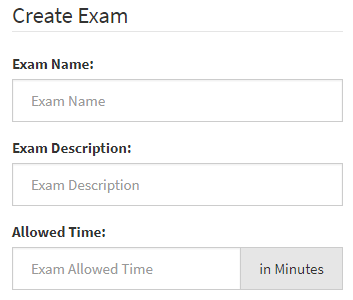 Create Exam
Exam Name:
Exam Name
Exam Description:
Exam Description
Allowed Time:
Exam Allowed Time in Minutes